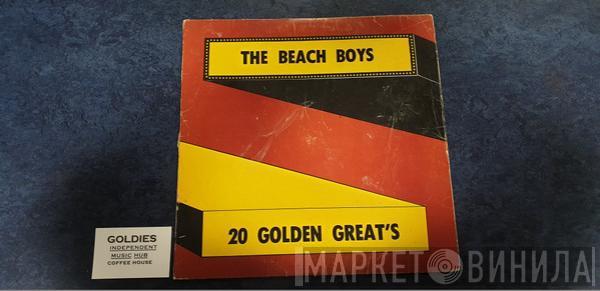 THE BEACH BOYS
20 GOLDEN GREAT'S
GOLDIES
INDEPENDENT
MUSIC HUB
COFFEE HOUSE
МАРКЕТ ВИНИЛА